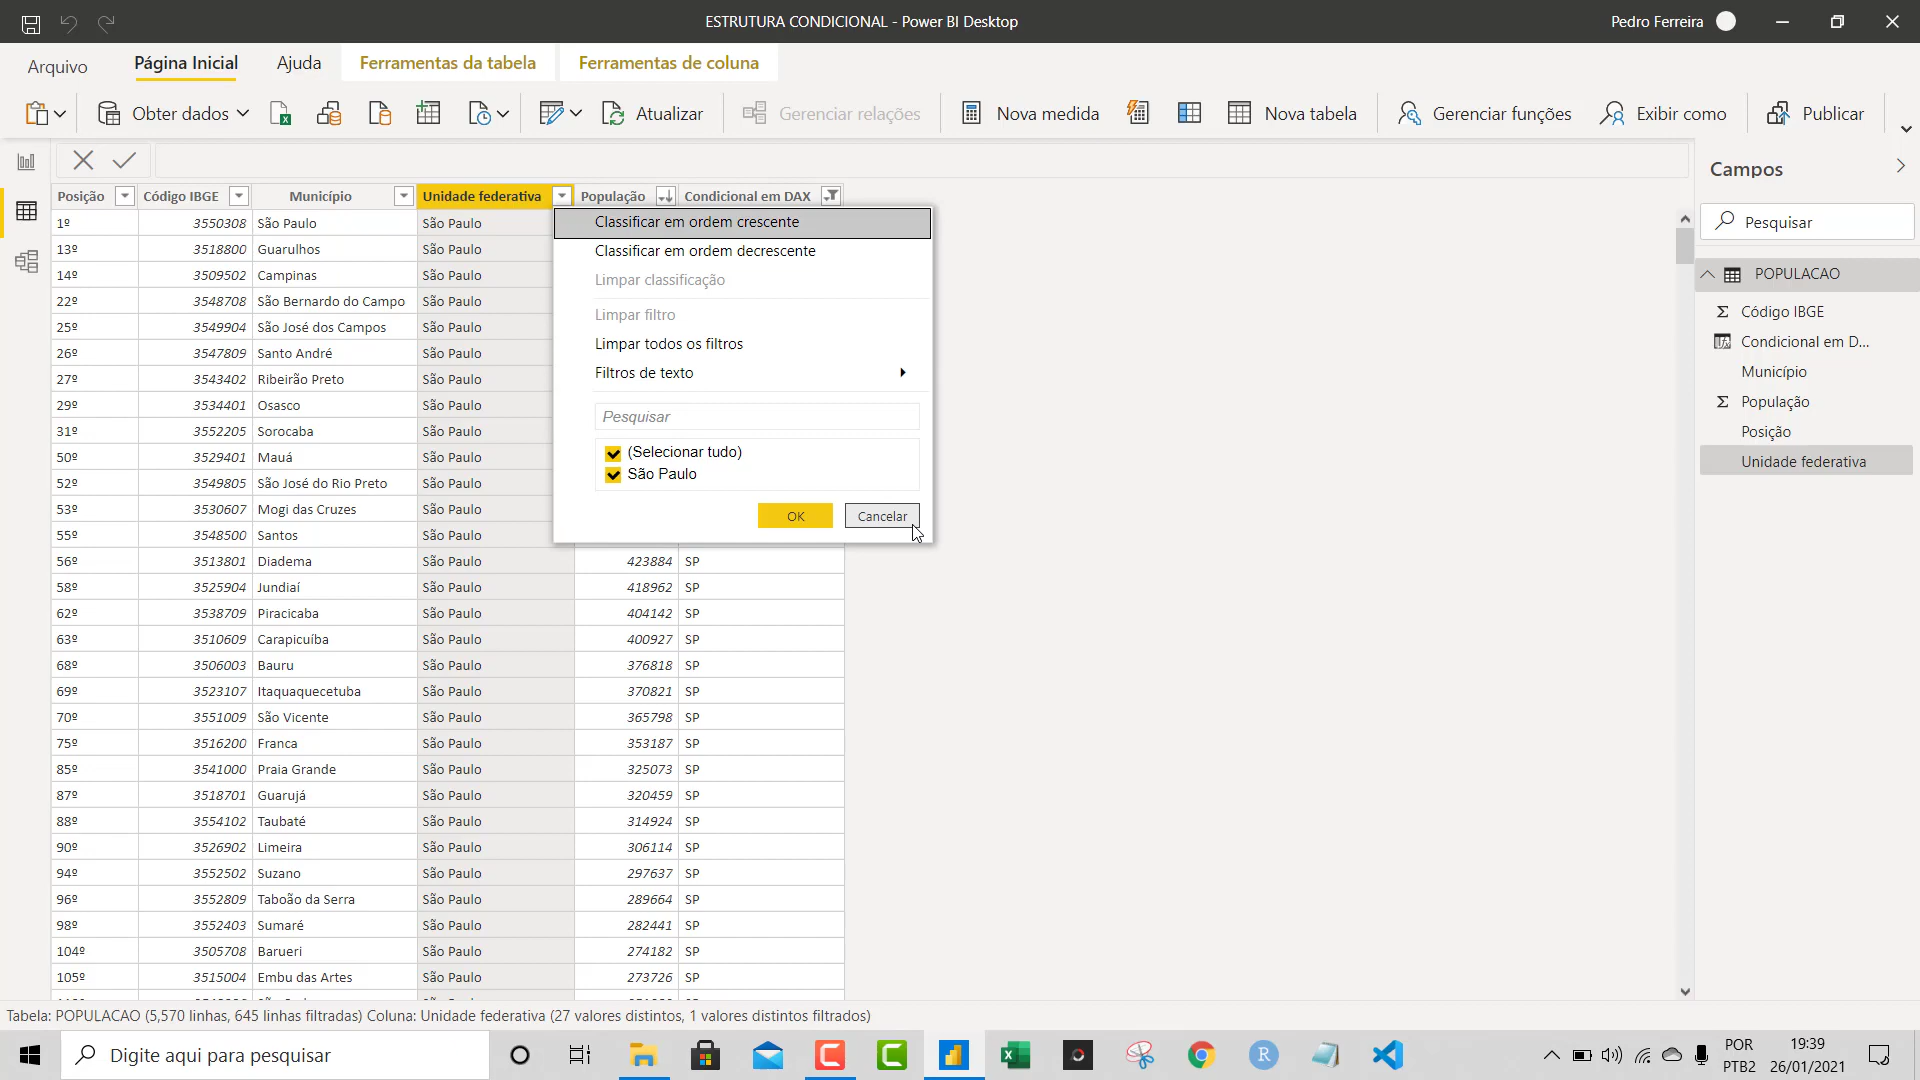 ESTRUTURA CONDICIONAL - Power BI Desktop
Pedro Ferreira
Arquivo
Página Inicial
Ajuda
Ferramentas da tabela
Ferramentas de coluna
Obter dados
Atualizar
Gerenciar relações
Nova medida
Nova tabela
Gerenciar funções
Exibir como
Publicar
Posição Código IBGE Município Unidade federativa População Condicional em DAX
1º 3550308 São Paulo São Paulo
13º 3518800 Guarulhos São Paulo
14º 3509502 Campinas São Paulo
22º 3548708 São Bernardo do Campo São Paulo
25º 3549904 São José dos Campos São Paulo
26º 3547809 Santo André São Paulo
27º 3543402 Ribeirão Preto São Paulo
29º 3534401 Osasco São Paulo
31º 3552205 Sorocaba São Paulo
50º 3529401 Mauá São Paulo
52º 3549805 São José do Rio Preto São Paulo
53º 3530607 Mogi das Cruzes São Paulo
55º 3548500 Santos São Paulo
56º 3513801 Diadema São Paulo 423884 SP
58º 3525904 Jundiaí São Paulo 418962 SP
62º 3538709 Piracicaba São Paulo 404142 SP
63º 3510609 Carapicuíba São Paulo 400927 SP
68º 3506003 Bauru São Paulo 376818 SP
69º 3523107 Itaquaquecetuba São Paulo 370821 SP
70º 3551009 São Vicente São Paulo 365798 SP
75º 3516200 Franca São Paulo 353187 SP
85º 3541000 Praia Grande São Paulo 325073 SP
87º 3518701 Guarujá São Paulo 320459 SP
88º 3554102 Taubaté São Paulo 314924 SP
90º 3526902 Limeira São Paulo 306114 SP
94º 3552502 Suzano São Paulo 297637 SP
96º 3552809 Taboão da Serra São Paulo 289664 SP
98º 3552403 Sumaré São Paulo 282441 SP
104º 3505708 Barueri São Paulo 274182 SP
105º 3515004 Embu das Artes São Paulo 273726 SP
Classificar em ordem crescente
Classificar em ordem decrescente
Limpar classificação
Limpar filtro
Limpar todos os filtros
Filtros de texto
Pesquisar
(Selecionar tudo)
São Paulo
OK
Cancelar
Campos
Pesquisar
POPULACAO
Código IBGE
Condicional em D...
Município
População
Posição
Unidade federativa
Tabela: POPULACAO (5,570 linhas, 645 linhas filtradas) Coluna: Unidade federativa (27 valores distintos, 1 valores distintos filtrados)
Digite aqui para pesquisar
POR
PTB2
19:39
26/01/2021